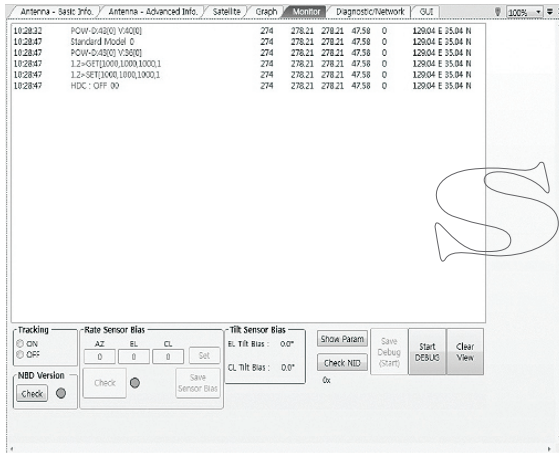 Antenna - Basic Info. Antenna - Advanced Info. Satellite Graph Monitor Diagnostic/Network GUI 100%
10:28:32 POW-D:43[0] V:40[0] 274 278.21 278.21 47.58 0 129.04 E 35.04 N
10:28:47 Standard Model 0 274 278.21 278.21 47.58 0 129.04 E 35.04 N
10:28:47 POW-D:43[0] V:36[0] 274 278.21 278.21 47.58 0 129.04 E 35.04 N
10:28:47 1.2>GET[1000,1000,1000,1 274 278.21 278.21 47.58 0 129.04 E 35.04 N
10:28:47 1.2>SET[1000,1000,1000,1 274 278.21 278.21 47.58 0 129.04 E 35.04 N
10:28:47 HDC : OFF 00 274 278.21 278.21 47.58 0 129.04 E 35.04 N
S
Tracking
ON
OFF
NBD Version
Check
Rate Sensor Bias
AZ EL CL
0 0 0 Set
Check Save Sensor Bias
Tilt Sensor Bias
EL Tilt Bias : 0.0°
CL Tilt Bias : 0.0°
Show Param
Check NID
0x
Save Debug (Start)
Start DEBUG
Clear View